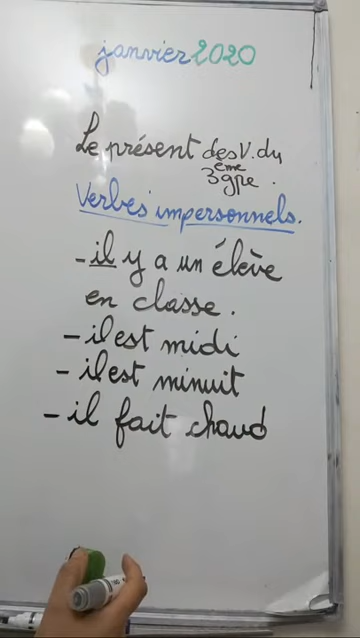 janvier 2020
Le présent des V. du
3ème gpe.
Verbes impersonnels.
- il y a un élève
en classe.
- il est midi
- il est minuit
- il fait chaud